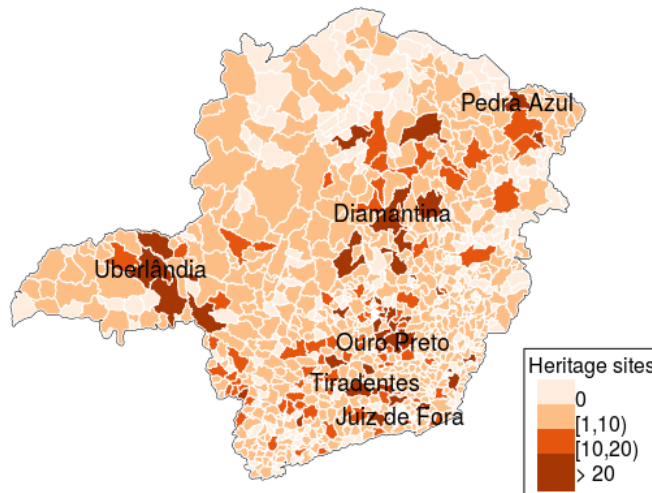 Pedra Azul
Diamantina
Uberlândia
Ouro Preto
Tiradentes
Juiz de Fora
Heritage sites
0
[1,10)
[10,20)
> 20